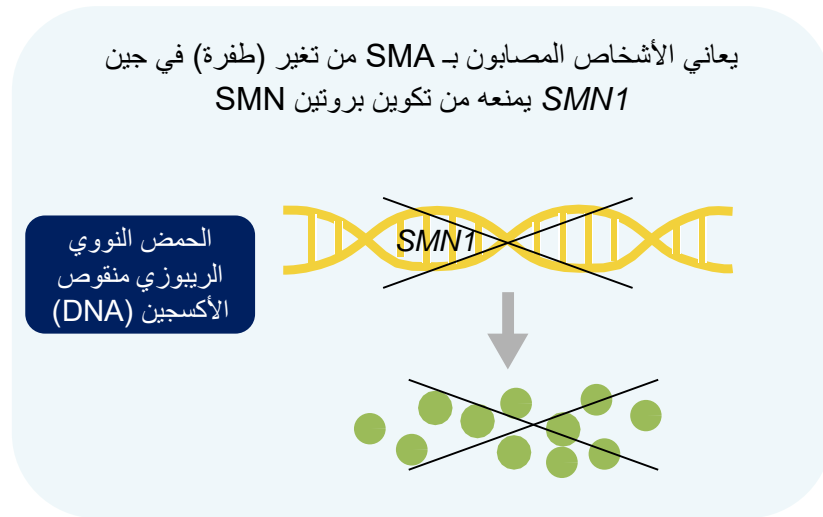 يعاني الأشخاص المصابون بـ SMA من تغير (طفرة) في جين
SMN1 يمنعه من تكوين بروتين SMN
SMN1
الحمض النووي
الريبوزي منقوص
الأكسجين (DNA)